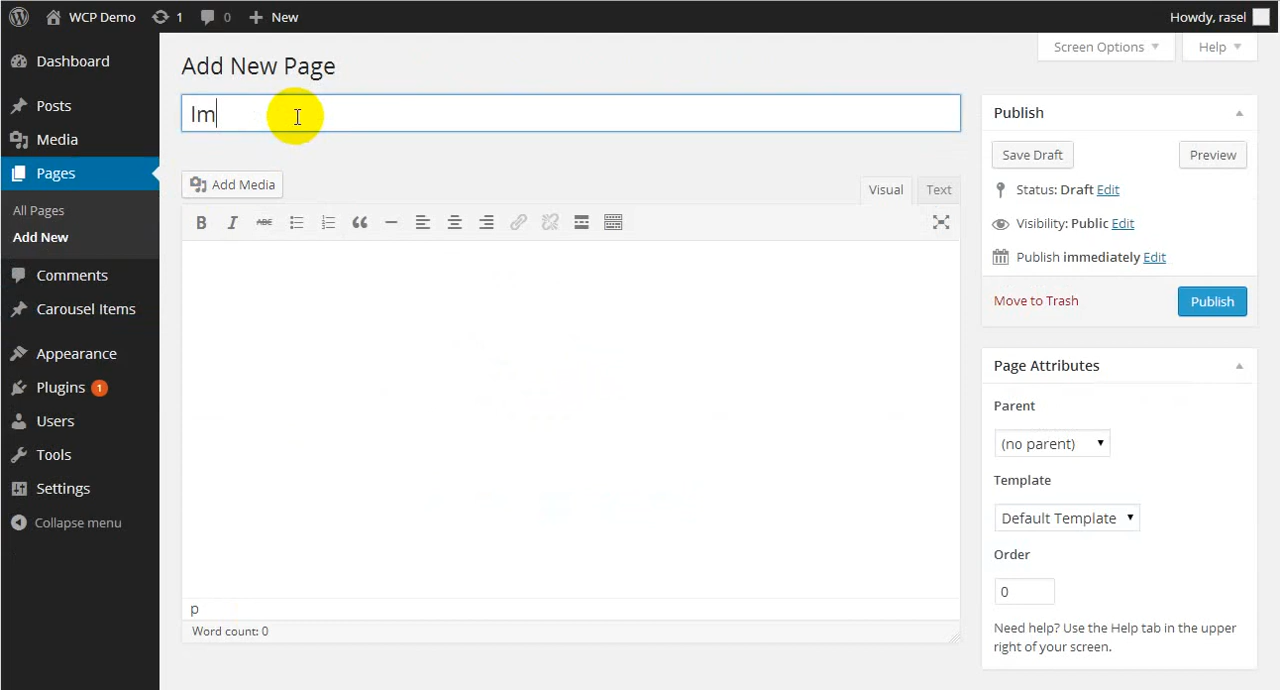 WCP Demo 1 0 New Howdy, rasel
Screen Options Help
Dashboard
Posts
Media
Pages
All Pages
Add New
Comments
Carousel Items
Appearance
Plugins 1
Users
Tools
Settings
Collapse menu
Add New Page
Im
Add Media
Visual Text
B I ABC
p
Word count: 0
Publish
Save Draft Preview
Status: Draft Edit
Visibility: Public Edit
Publish immediately Edit
Move to Trash Publish
Page Attributes
Parent
(no parent)
Template
Default Template
Order
0
Need help? Use the Help tab in the upper
right of your screen.